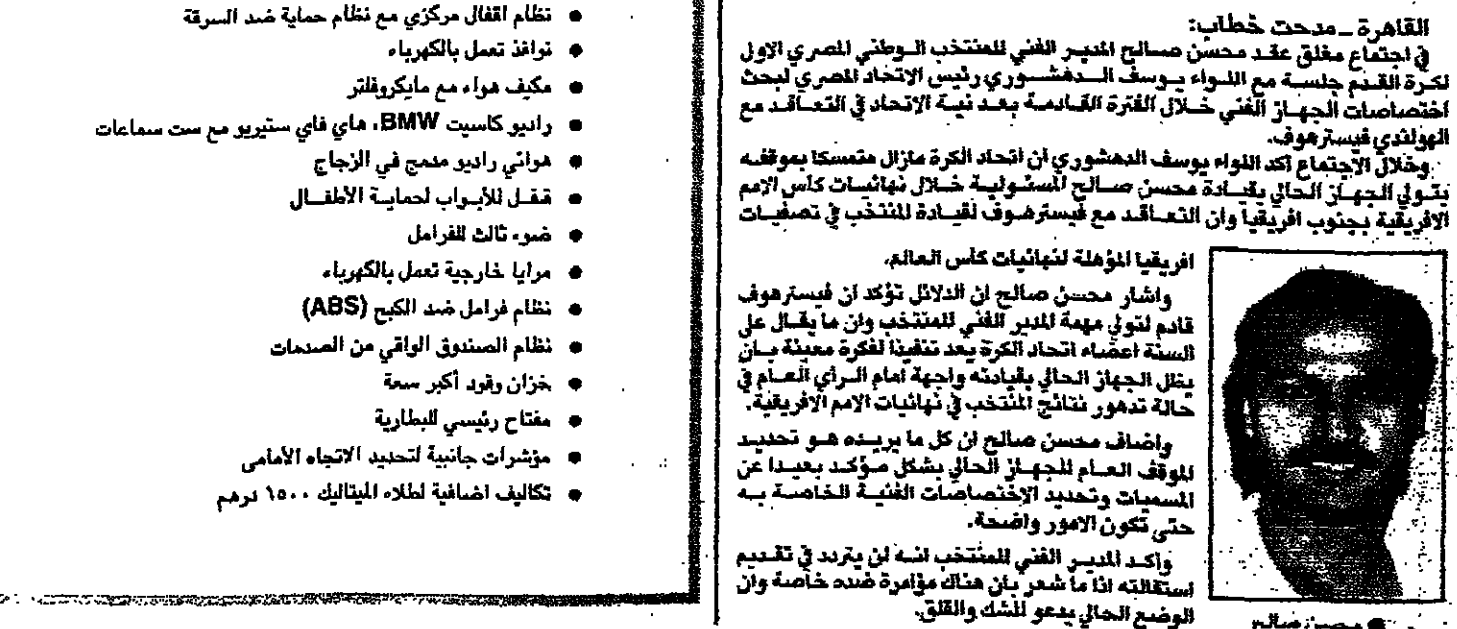 القاهرة ـ مدحت خطاب:
في اجتماع مغلق عقد محسن صالح المدير الفني للمنتخب الوطني المصري الاول
لكرة القدم جلسة مع اللواء يوسف الدهشوري رئيس الاتحاد المصري لبحث
اختصاصات الجهاز الفني خلال الفترة القادمة بعد نية الاتحاد في التعاقد مع
الهولندي فيسترهوف.
وخلال الاجتماع أكد اللواء يوسف الدهشوري ان اتحاد الكرة مازال متمسكا بموقفه
بتولي الجهاز الحالي بقيادة محسن صالح المسئولية خلال نهائيات كأس الامم
الافريقية بجنوب افريقيا وان التعاقد مع فيسترهوف لقيادة المنتخب في تصفيات
افريقيا المؤهلة لنهائيات كأس العالم.
واشار محسن صالح ان الدلائل تؤكد ان فيسترهوف
قادم لتولي مهمة المدير الفني للمنتخب وان ما يقال على
السنة اعضاء اتحاد الكرة يعد تنفيذا لفكرة معينة بان
يظل الجهاز الحالي بقيادته واجهة امام الرأي العام في
حالة تدهور نتائج المنتخب في نهائيات الامم الافريقية.
واضاف محسن صالح ان كل ما يريده هو تحديد
الموقف العام للجهاز الحالي بشكل مؤكد بعيدا عن
المسميات وتحديد الاختصاصات الفنية الخاصة به
حتى تكون الامور واضحة.
وأكد المدير الفني للمنتخب انه لن يتردد في تقديم
استقالته اذا ما شعر بان هناك مؤامرة ضده خاصة وان
الوضع الحالي يدعو للشك والقلق.
● محسن صالح
● نظام اقفال مركزي مع نظام حماية ضد السرقة
● نوافذ تعمل بالكهرباء
● مكيف هواء مع مايكروفلتر
● راديو كاسيت BMW، هاي فاي ستيريو مع ست سماعات
● هوائي راديو مدمج في الزجاج
● قفل للأبواب لحماية الأطفال
● ضوء ثالث للفرامل
● مرايا خارجية تعمل بالكهرباء
● نظام فرامل ضد الكبح (ABS)
● نظام الصندوق الواقي من الصدمات
● خزان وقود أكبر سعة
● مفتاح رئيسي للبطارية
● مؤشرات جانبية لتحديد الاتجاه الأمامى
● تكاليف اضافية لطلاء الميتاليك ١٥٠٠ درهم